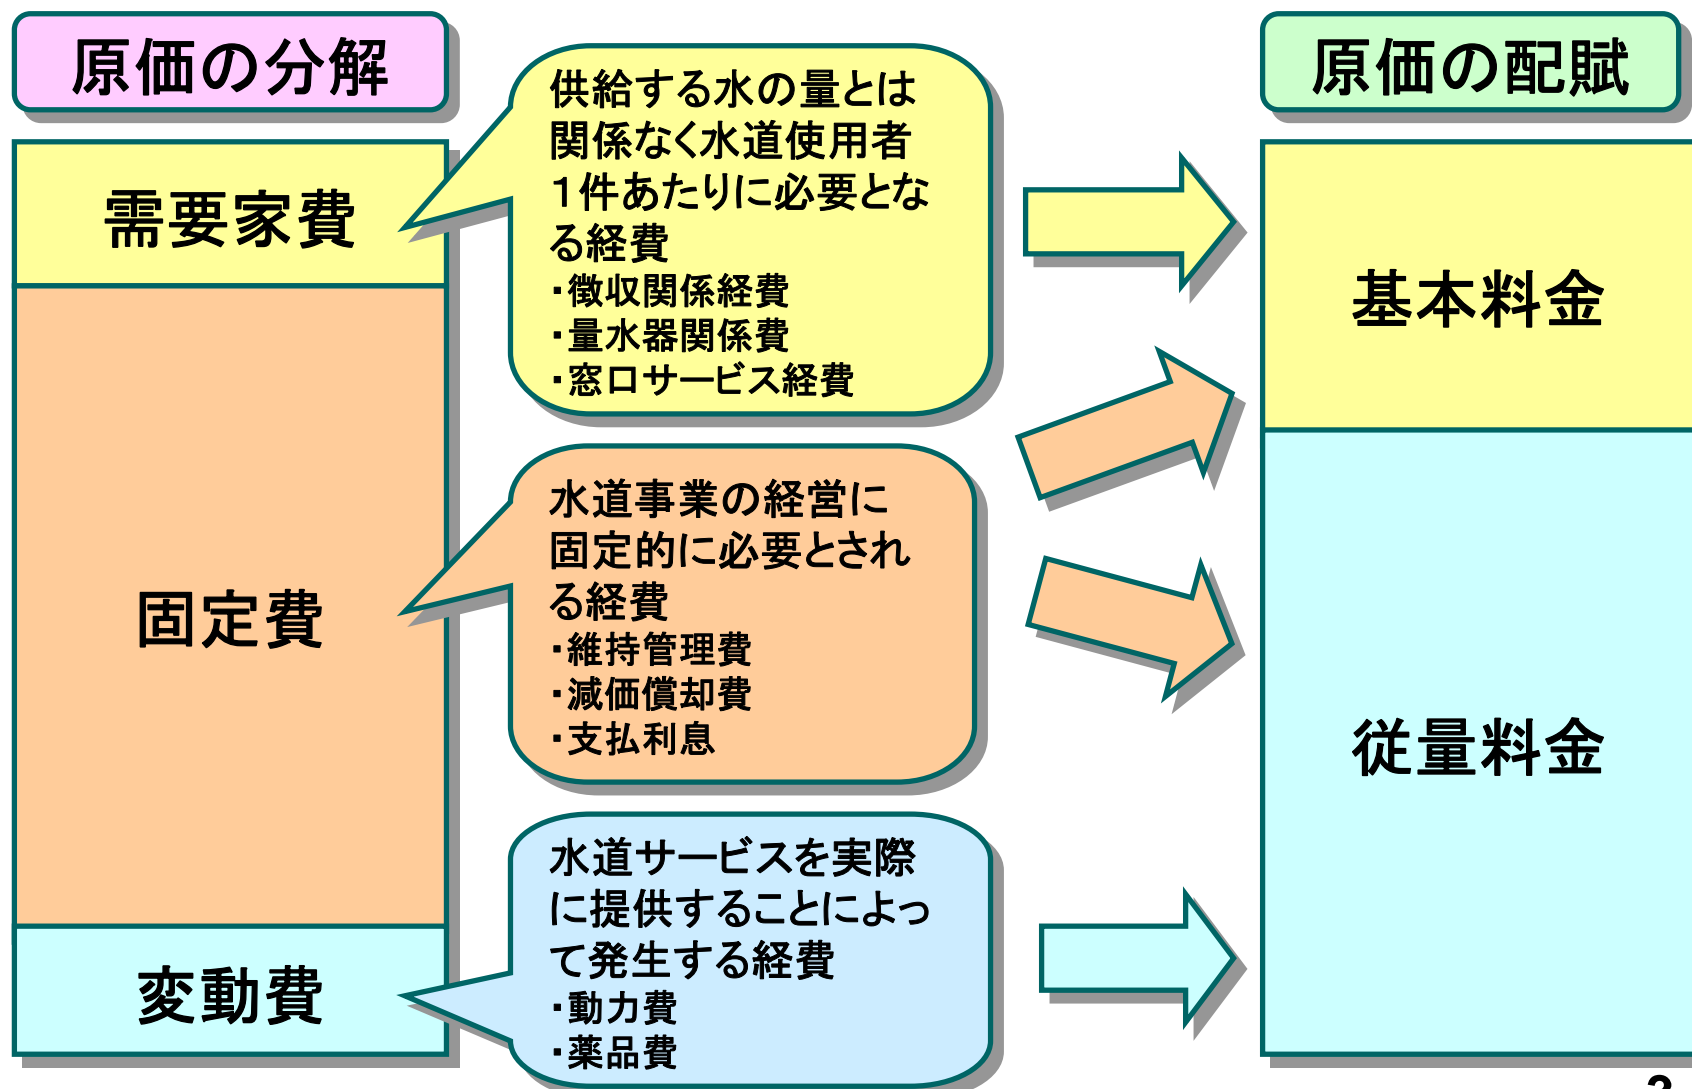 原価の分解
原価の配賦
需要家費
供給する水の量とは
関係なく水道使用者
1件あたりに必要とな
る経費
・徴収関係経費
・量水器関係費
・窓口サービス経費
基本料金
固定費
水道事業の経営に
固定的に必要とされ
る経費
・維持管理費
・減価償却費
・支払利息
従量料金
変動費
水道サービスを実際
に提供することによっ
て発生する経費
・動力費
・薬品費